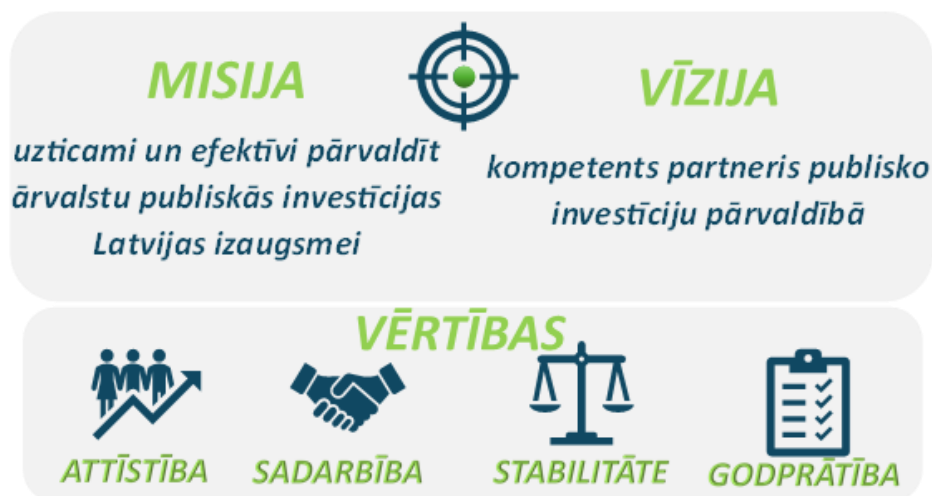 MISIJA
uzticami un efektīvi pārvaldīt
ārvalstu publiskās investīcijas
Latvijas izaugsmei
VĪZIJA
kompetents partneris publisko
investīciju pārvaldībā
VĒRTĪBAS
ATTĪSTĪBA
SADARBĪBA
STABILITĀTE
GODPRĀTĪBA